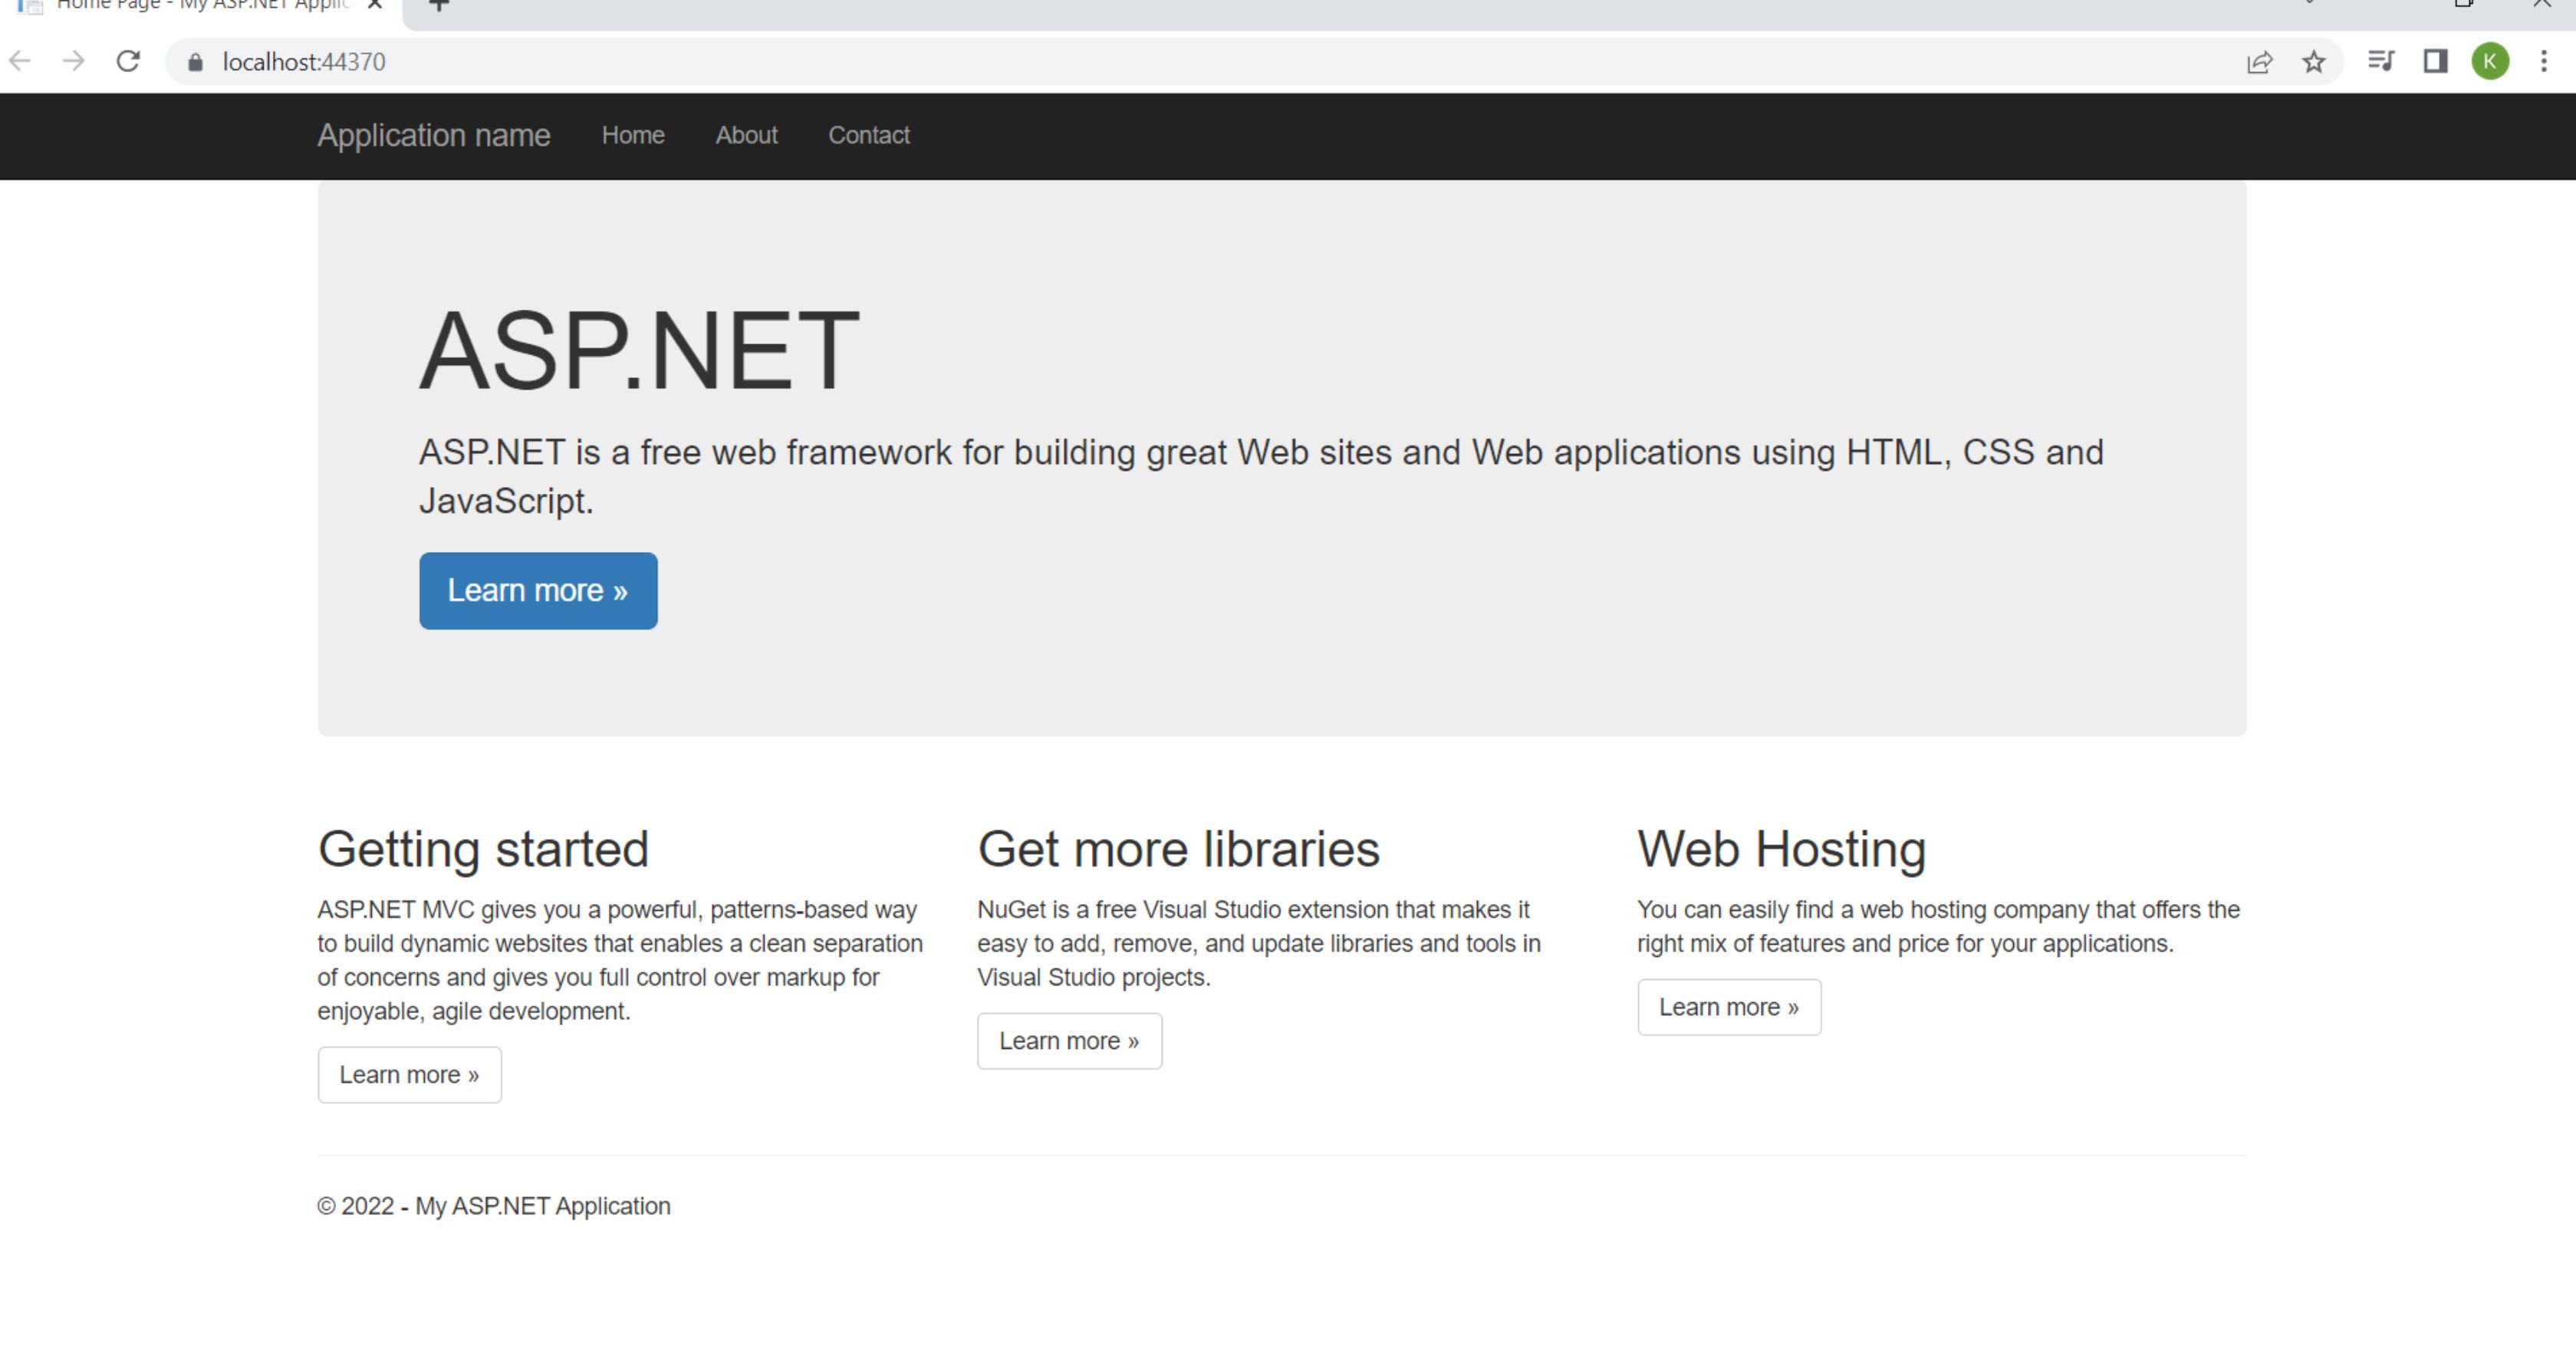 Home Page - My ASP.NET Applic
localhost:44370
K
Application name Home About Contact
ASP.NET
ASP.NET is a free web framework for building great Web sites and Web applications using HTML, CSS and
JavaScript.
Learn more »
Getting started
ASP.NET MVC gives you a powerful, patterns-based way
to build dynamic websites that enables a clean separation
of concerns and gives you full control over markup for
enjoyable, agile development.
Learn more »
Get more libraries
NuGet is a free Visual Studio extension that makes it
easy to add, remove, and update libraries and tools in
Visual Studio projects.
Learn more »
Web Hosting
You can easily find a web hosting company that offers the
right mix of features and price for your applications.
Learn more »
© 2022 - My ASP.NET Application